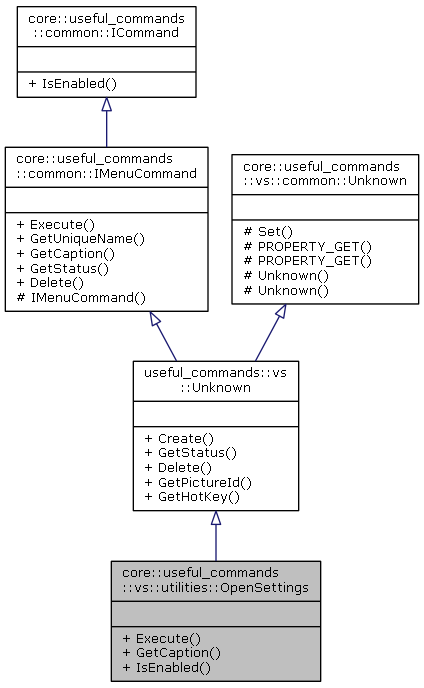 core::useful_commands
::common::ICommand
+ IsEnabled()
core::useful_commands
::common::IMenuCommand
+ Execute()
+ GetUniqueName()
+ GetCaption()
+ GetStatus()
+ Delete()
# IMenuCommand()
core::useful_commands
::vs::common::Unknown
# Set()
# PROPERTY_GET()
# PROPERTY_GET()
# Unknown()
# Unknown()
useful_commands::vs
::Unknown
+ Create()
+ GetStatus()
+ Delete()
+ GetPictureId()
+ GetHotKey()
core::useful_commands
::vs::utilities::OpenSettings
+ Execute()
+ GetCaption()
+ IsEnabled()